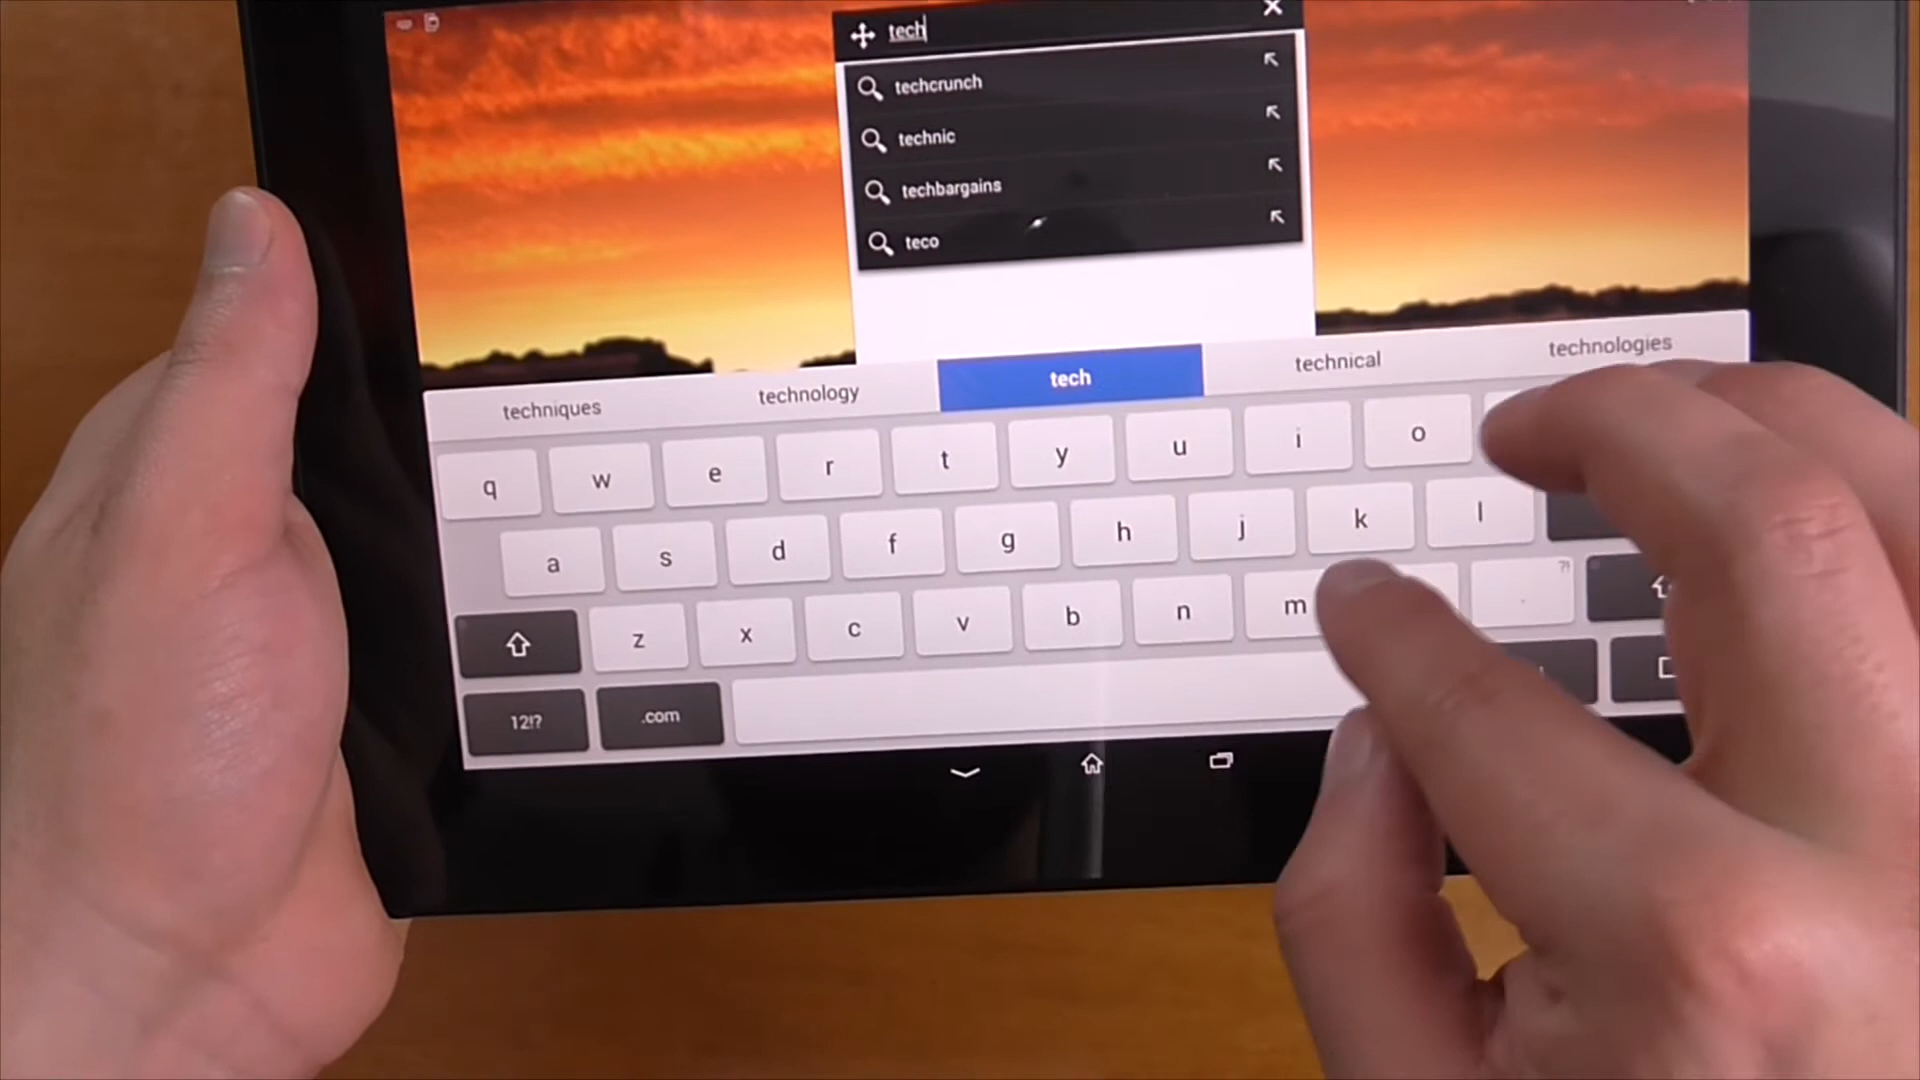 tech
techcrunch
technic
techbargains
teco
techniques technology tech technical technologies
q w e r t y u i o
a s d f g h j k l
z x c v b n m ?!
12!? .com